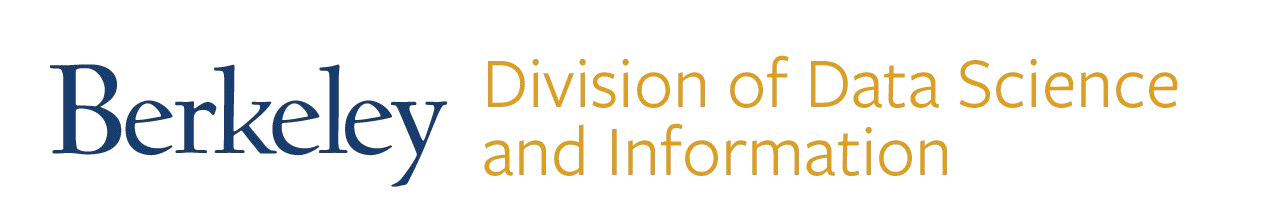 Berkeley
Division of Data Science
and Information